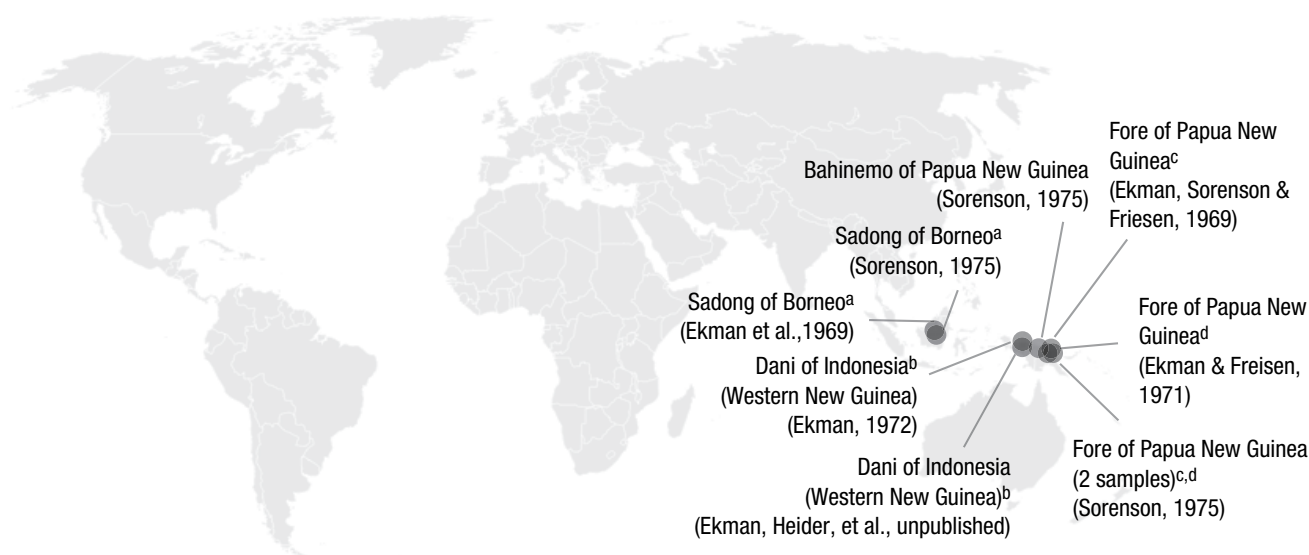 Fore of Papua New
Guineaᶜ
(Ekman, Sorenson &
Friesen, 1969)
Bahinemo of Papua New Guinea
(Sorenson, 1975)
Sadong of Borneoᵃ
(Sorenson, 1975)
Sadong of Borneoᵃ
(Ekman et al.,1969)
Fore of Papua New
Guineaᵈ
(Ekman & Freisen,
1971)
Dani of Indonesiaᵇ
(Western New Guinea)
(Ekman, 1972)
Fore of Papua New Guinea
(2 samples)ᶜ,ᵈ
(Sorenson, 1975)
Dani of Indonesia
(Western New Guinea)ᵇ
(Ekman, Heider, et al., unpublished)